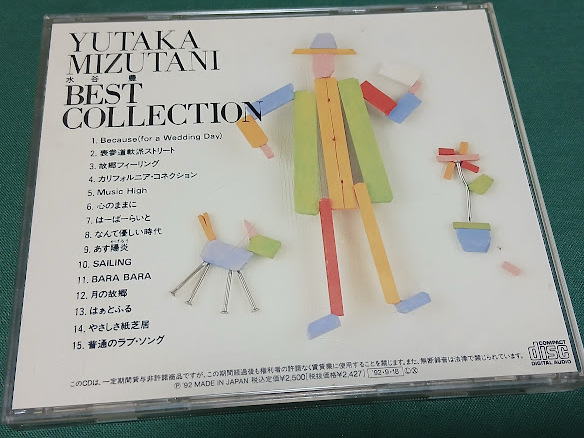 YUTAKA
MIZUTANI
水谷 豊
BEST
COLLECTION
1. Because(for a Wedding Day)
2. 表参道軟派ストリート
3. 故郷フィーリング
4. カリフォルニア・コネクション
5. Music High
6. 心のままに
7. はーばーらいと
8. なんて優しい時代
9. あす陽炎
かげろう
10. SAILING
11. BARA BARA
12. 月の故郷
13. はぁとふる
14. やさしさ紙芝居
15. 普通のラブ・ソング
COMPACT
DISC
DIGITAL AUDIO
このCDは、一定期間貸与非許諾商品ですが、この期間経過後も権利者の許諾なく賃貸業に使用することを禁じます。また、無断録音は法律で禁じられています。
Ⓟ '92 MADE IN JAPAN 税込定価¥2,500 [税抜価格¥2,427] '92・9・18 Ⓛ Ⓧ